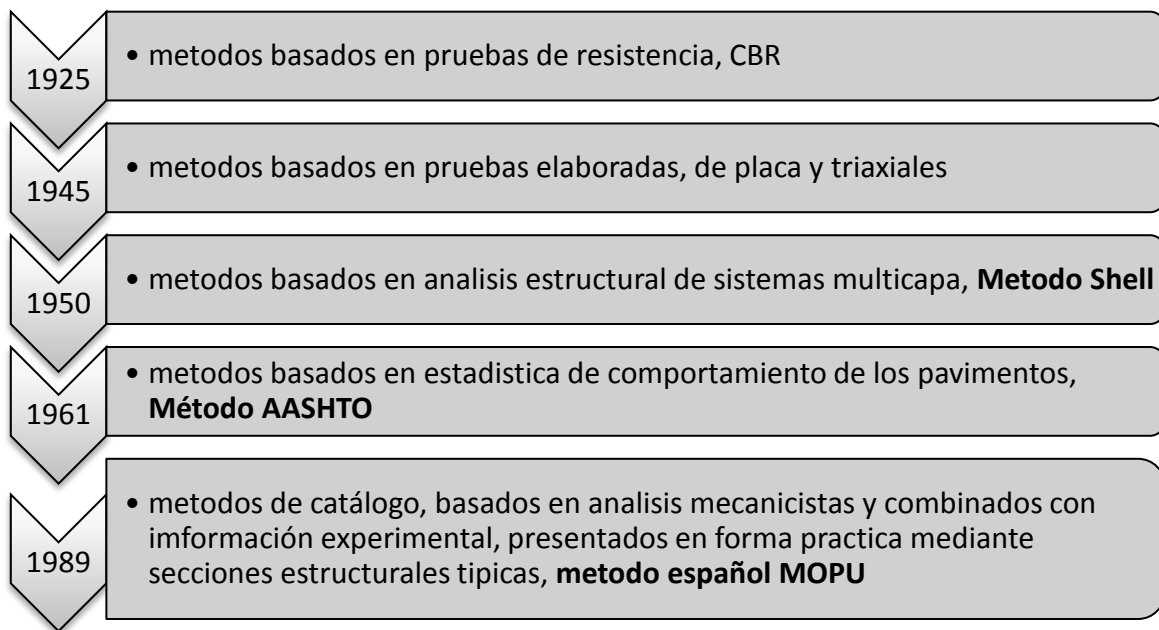 1925
• metodos basados en pruebas de resistencia, CBR
1945
• metodos basados en pruebas elaboradas, de placa y triaxiales
1950
• metodos basados en analisis estructural de sistemas multicapa, Metodo Shell
1961
• metodos basados en estadistica de comportamiento de los pavimentos,
Método AASHTO
1989
• metodos de catálogo, basados en analisis mecanicistas y combinados con
imformación experimental, presentados en forma practica mediante
secciones estructurales tipicas, metodo español MOPU